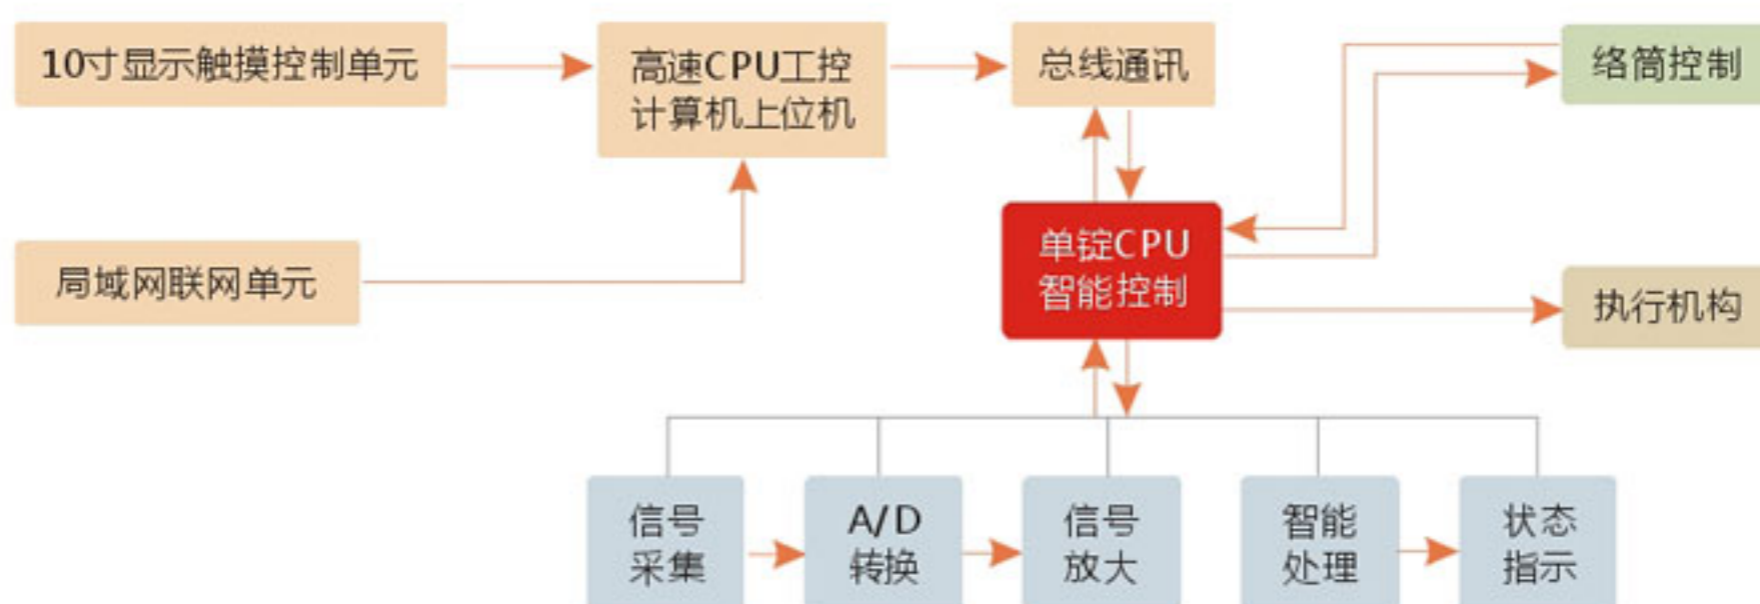 10寸显示触摸控制单元
高速CPU工控
计算机上位机
总线通讯
络筒控制
局域网联网单元
单锭CPU
智能控制
执行机构
信号
采集
A/D
转换
信号
放大
智能
处理
状态
指示